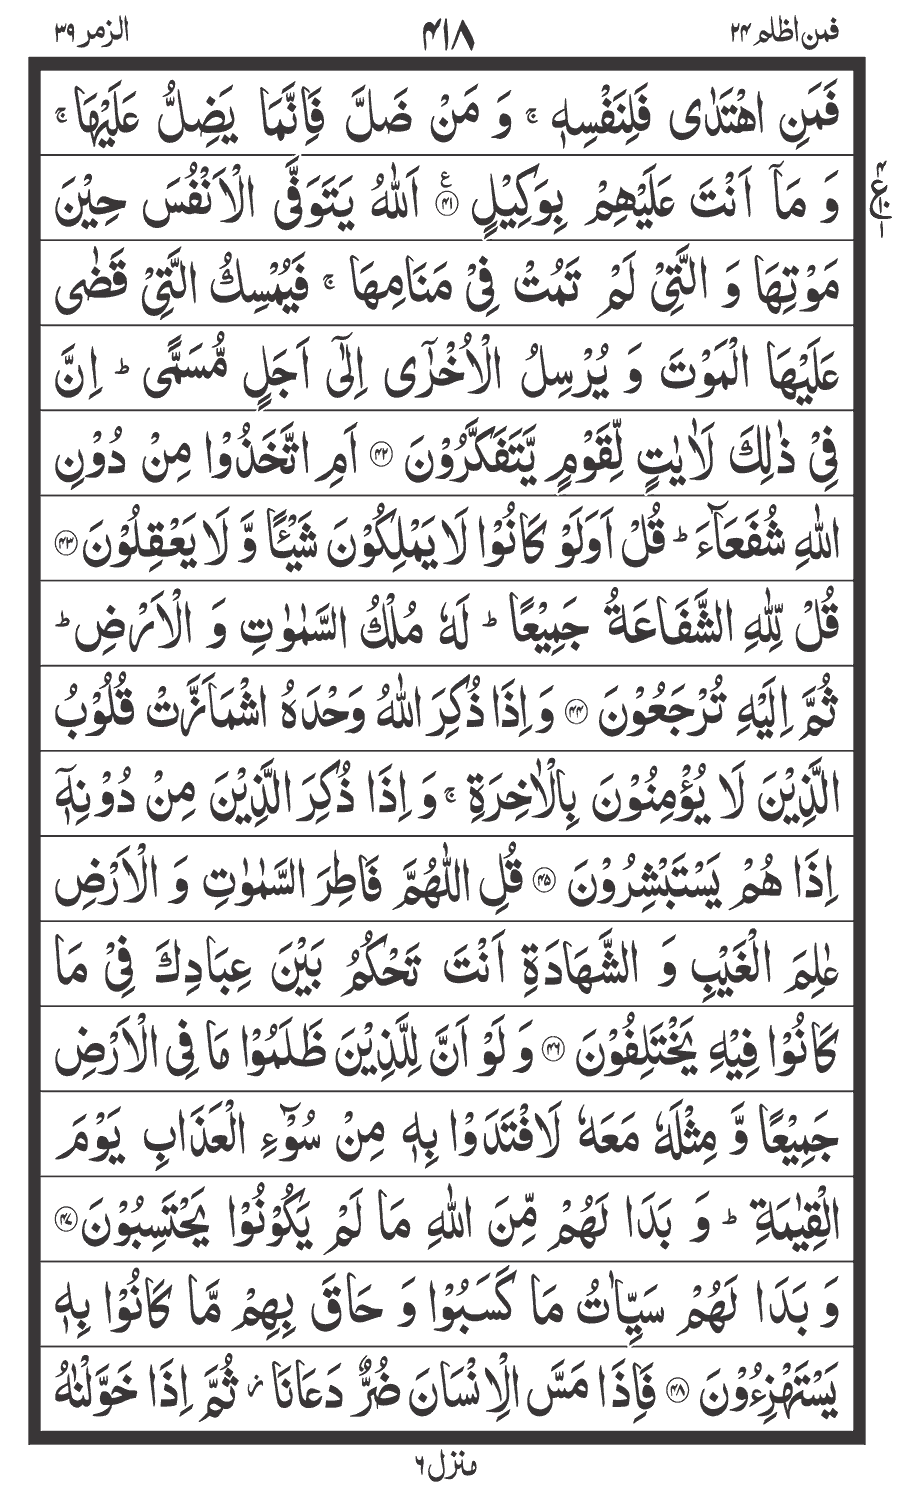 فمن اظلم ۲۴ ۴۱۸ الزمر ۳۹
فَمَنِ اهْتَدٰی فَلِنَفْسِهٖ ۚ وَ مَنْ ضَلَّ فَاِنَّمَا یَضِلُّ عَلَیْهَا ۚ
وَ مَاۤ اَنْتَ عَلَیْهِمْ بِوَكِیْلٍ ﴿۴۱﴾ ع اَللّٰهُ یَتَوَفَّی الْاَنْفُسَ حِیْنَ
مَوْتِهَا وَ الَّتِیْ لَمْ تَمُتْ فِیْ مَنَامِهَا ۚ فَیُمْسِكُ الَّتِیْ قَضٰی
عَلَیْهَا الْمَوْتَ وَ یُرْسِلُ الْاُخْرٰۤی اِلٰۤی اَجَلٍ مُّسَمًّی ؕ اِنَّ
فِیْ ذٰلِكَ لَاٰیٰتٍ لِّقَوْمٍ یَّتَفَكَّرُوْنَ ﴿۴۲﴾ اَمِ اتَّخَذُوْا مِنْ دُوْنِ
اللّٰهِ شُفَعَآءَ ؕ قُلْ اَوَلَوْ كَانُوْا لَا یَمْلِكُوْنَ شَیْـًٔا وَّ لَا یَعْقِلُوْنَ ﴿۴۳﴾
قُلْ لِّلّٰهِ الشَّفَاعَةُ جَمِیْعًا ؕ لَهٗ مُلْكُ السَّمٰوٰتِ وَ الْاَرْضِ ؕ
ثُمَّ اِلَیْهِ تُرْجَعُوْنَ ﴿۴۴﴾ وَ اِذَا ذُكِرَ اللّٰهُ وَحْدَهُ اشْمَاَزَّتْ قُلُوْبُ
الَّذِیْنَ لَا یُؤْمِنُوْنَ بِالْاٰخِرَةِ ۚ وَ اِذَا ذُكِرَ الَّذِیْنَ مِنْ دُوْنِهٖۤ
اِذَا هُمْ یَسْتَبْشِرُوْنَ ﴿۴۵﴾ قُلِ اللّٰهُمَّ فَاطِرَ السَّمٰوٰتِ وَ الْاَرْضِ
عٰلِمَ الْغَیْبِ وَ الشَّهَادَةِ اَنْتَ تَحْكُمُ بَیْنَ عِبَادِكَ فِیْ مَا
كَانُوْا فِیْهِ یَخْتَلِفُوْنَ ﴿۴۶﴾ وَ لَوْ اَنَّ لِلَّذِیْنَ ظَلَمُوْا مَا فِی الْاَرْضِ
جَمِیْعًا وَّ مِثْلَهٗ مَعَهٗ لَافْتَدَوْا بِهٖ مِنْ سُوْٓءِ الْعَذَابِ یَوْمَ
الْقِیٰمَةِ ؕ وَ بَدَا لَهُمْ مِّنَ اللّٰهِ مَا لَمْ یَكُوْنُوْا یَحْتَسِبُوْنَ ﴿۴۷﴾
وَ بَدَا لَهُمْ سَیِّاٰتُ مَا كَسَبُوْا وَ حَاقَ بِهِمْ مَّا كَانُوْا بِهٖ
یَسْتَهْزِءُوْنَ ﴿۴۸﴾ فَاِذَا مَسَّ الْاِنْسَانَ ضُرٌّ دَعَانَا ؗ ثُمَّ اِذَا خَوَّلْنٰهُ
منزل ۶